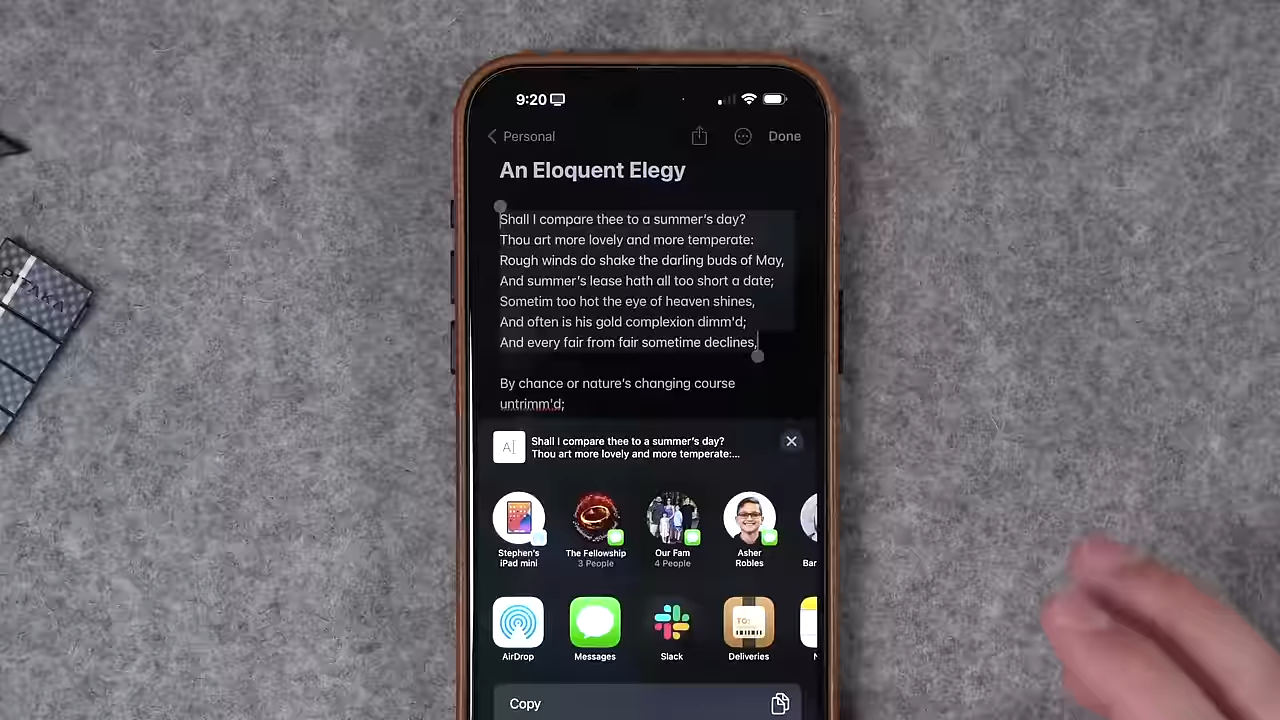 9:20
Personal
Done
An Eloquent Elegy
Shall I compare thee to a summer's day?
Thou art more lovely and more temperate:
Rough winds do shake the darling buds of May,
And summer's lease hath all too short a date;
Sometim too hot the eye of heaven shines,
And often is his gold complexion dimm'd;
And every fair from fair sometime declines,
By chance or nature's changing course
untrimm'd;
A
Shall I compare thee to a summer's day?
Thou art more lovely and more temperate:...
Stephen's
iPad mini
The Fellowship
3 People
Our Fam
4 People
Asher
Robles
Bar
TO:
AirDrop
Messages
Slack
Deliveries
N
Copy
PITAKA